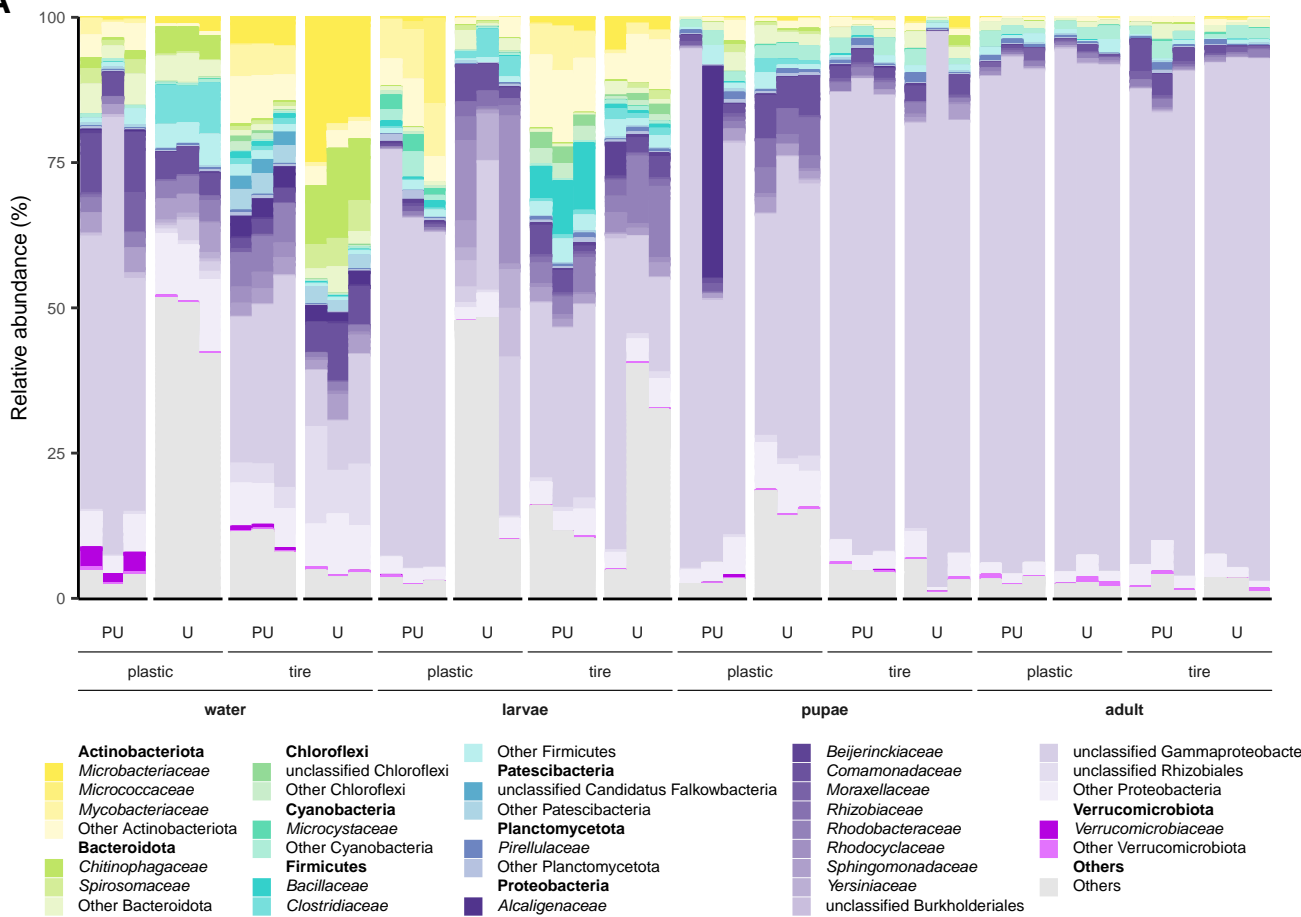 A
100
75
50
25
0
Relative abundance (%)
PU U PU U PU U PU U PU U PU U PU U PU U
plastic tire plastic tire plastic tire plastic tire
water larvae pupae adult
Actinobacteriota
Microbacteriaceae
Micrococcaceae
Mycobacteriaceae
Other Actinobacteriota
Bacteroidota
Chitinophagaceae
Spirosomaceae
Other Bacteroidota
Chloroflexi
unclassified Chloroflexi
Other Chloroflexi
Cyanobacteria
Microcystaceae
Other Cyanobacteria
Firmicutes
Bacillaceae
Clostridiaceae
Other Firmicutes
Patescibacteria
unclassified Candidatus Falkowbacteria
Other Patescibacteria
Planctomycetota
Pirellulaceae
Other Planctomycetota
Proteobacteria
Alcaligenaceae
Beijerinckiaceae
Comamonadaceae
Moraxellaceae
Rhizobiaceae
Rhodobacteraceae
Rhodocyclaceae
Sphingomonadaceae
Yersiniaceae
unclassified Burkholderiales
unclassified Gammaproteobacte
unclassified Rhizobiales
Other Proteobacteria
Verrucomicrobiota
Verrucomicrobiaceae
Other Verrucomicrobiota
Others
Others